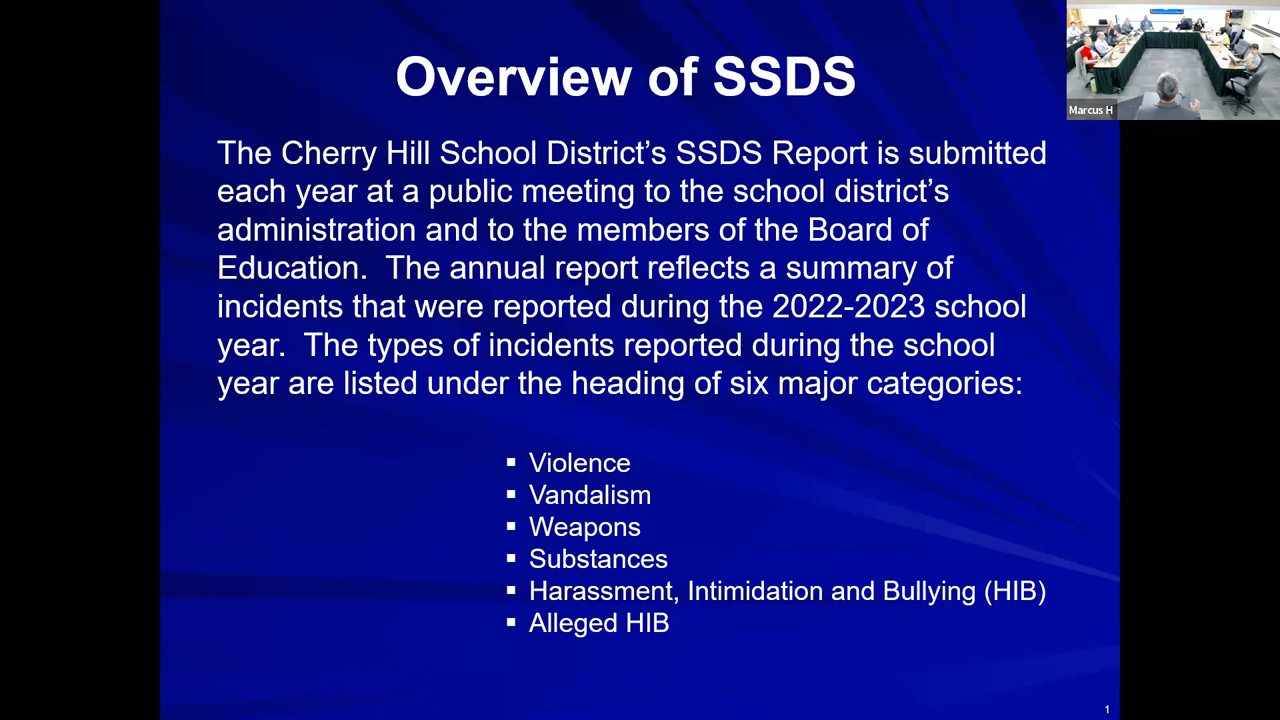 Overview of SSDS
Marcus H
The Cherry Hill School District’s SSDS Report is submitted
each year at a public meeting to the school district’s
administration and to the members of the Board of
Education.  The annual report reflects a summary of
incidents that were reported during the 2022-2023 school
year.  The types of incidents reported during the school
year are listed under the heading of six major categories:
▪ Violence
▪ Vandalism
▪ Weapons
▪ Substances
▪ Harassment, Intimidation and Bullying (HIB)
▪ Alleged HIB
1